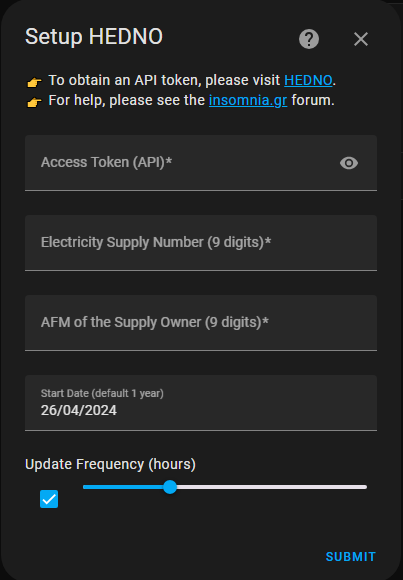 Setup HEDNO
👉 To obtain an API token, please visit HEDNO.
👉 For help, please see the insomnia.gr forum.
Access Token (API)*
Electricity Supply Number (9 digits)*
AFM of the Supply Owner (9 digits)*
Start Date (default 1 year)
26/04/2024
Update Frequency (hours)
SUBMIT